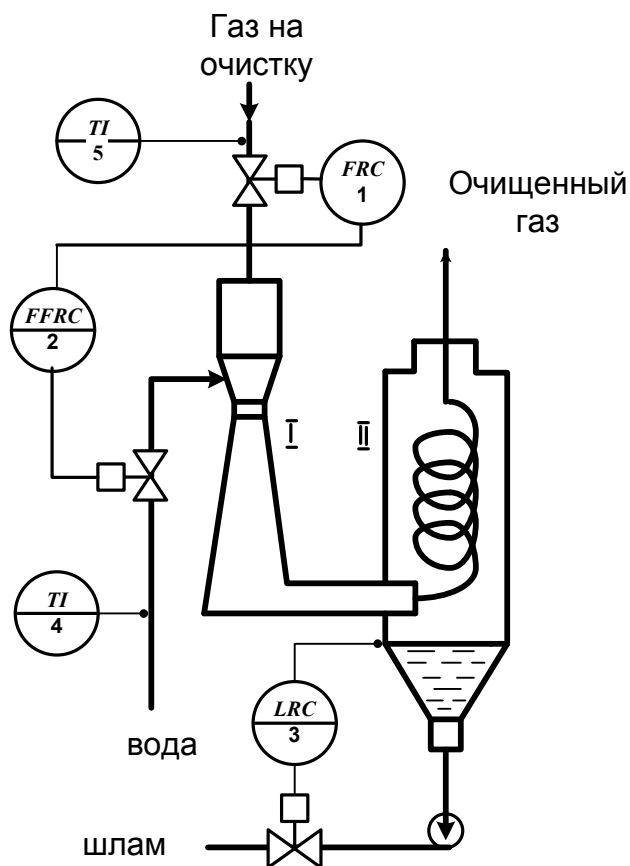 Газ на
очистку
TI
5
FRC
1
Очищенный
газ
FFRC
2
I
II
TI
4
LRC
3
вода
шлам